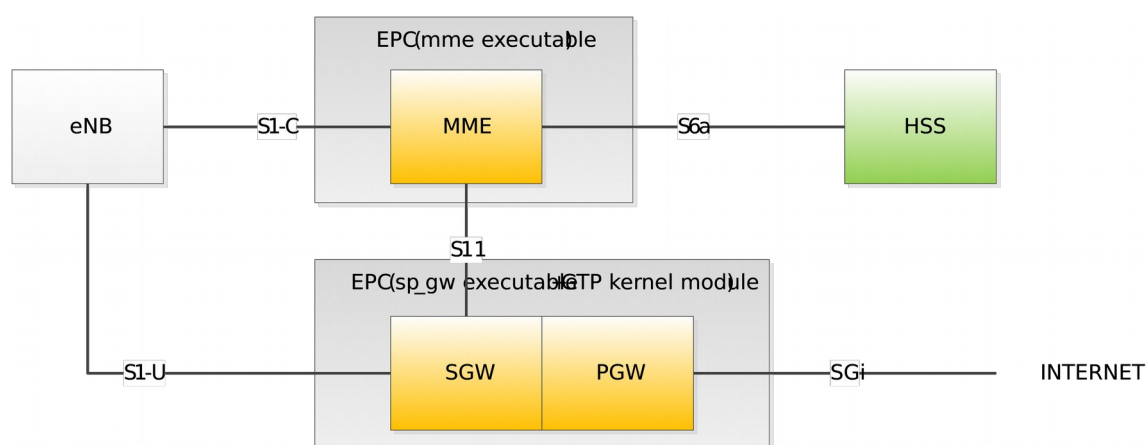 EPC(mme executable)
eNB
S1-C
MME
S6a
HSS
S11
EPC(sp_gw executable+GTP kernel module)
S1-U
SGW
PGW
SGi
INTERNET